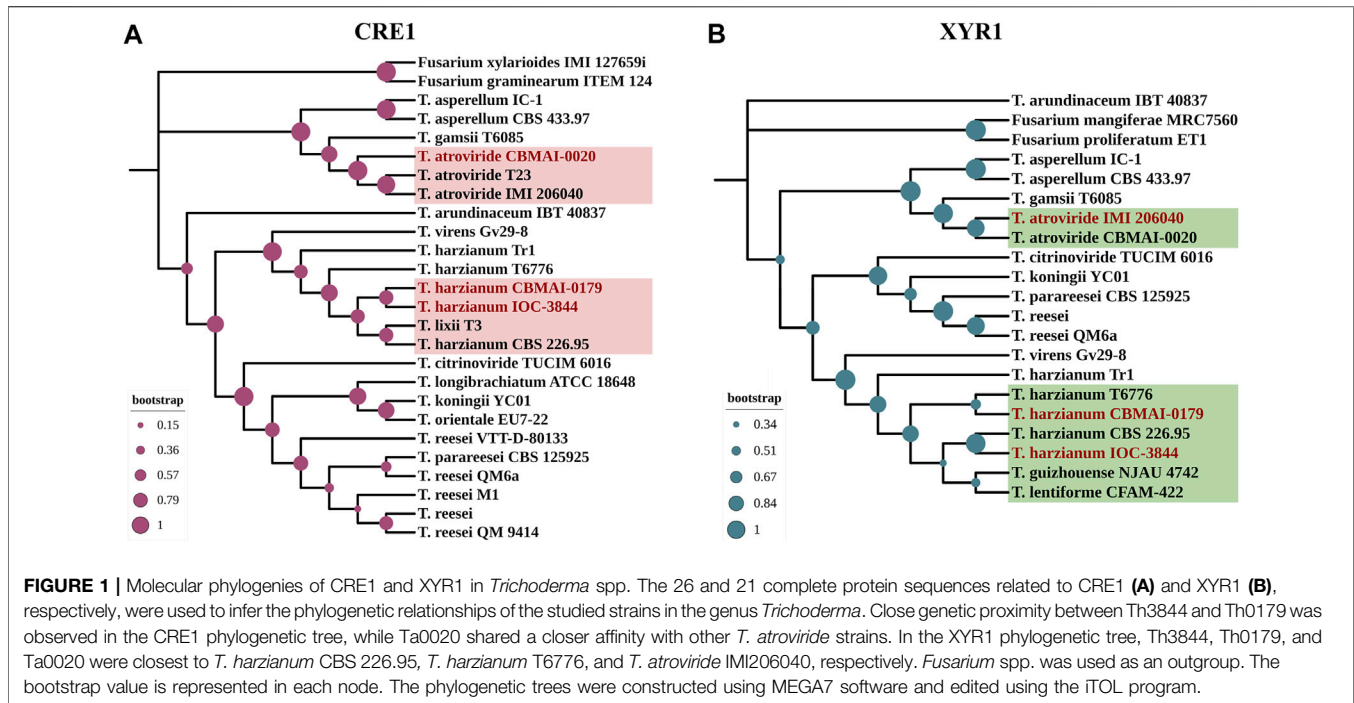 A
CRE1
Fusarium xylarioides IMI 127659i
Fusarium graminearum ITEM 124
T. asperellum IC-1
T. asperellum CBS 433.97
T. gamsii T6085
T. atroviride CBMAI-0020
T. atroviride T23
T. atroviride IMI 206040
T. arundinaceum IBT 40837
T. virens Gv29-8
T. harzianum Tr1
T. harzianum T6776
T. harzianum CBMAI-0179
T. harzianum IOC-3844
T. lixii T3
T. harzianum CBS 226.95
T. citrinoviride TUCIM 6016
T. longibrachiatum ATCC 18648
T. koningii YC01
T. orientale EU7-22
T. reesei VTT-D-80133
T. parareesei CBS 125925
T. reesei QM6a
T. reesei M1
T. reesei
T. reesei QM 9414
bootstrap
0.15
0.36
0.57
0.79
1
B
XYR1
T. arundinaceum IBT 40837
Fusarium mangiferae MRC7560
Fusarium proliferatum ET1
T. asperellum IC-1
T. asperellum CBS 433.97
T. gamsii T6085
T. atroviride IMI 206040
T. atroviride CBMAI-0020
T. citrinoviride TUCIM 6016
T. koningii YC01
T. parareesei CBS 125925
T. reesei
T. reesei QM6a
T. virens Gv29-8
T. harzianum Tr1
T. harzianum T6776
T. harzianum CBMAI-0179
T. harzianum CBS 226.95
T. harzianum IOC-3844
T. guizhouense NJAU 4742
T. lentiforme CFAM-422
bootstrap
0.34
0.51
0.67
0.84
1
FIGURE 1 | Molecular phylogenies of CRE1 and XYR1 in Trichoderma spp. The 26 and 21 complete protein sequences related to CRE1 (A) and XYR1 (B),
respectively, were used to infer the phylogenetic relationships of the studied strains in the genus Trichoderma. Close genetic proximity between Th3844 and Th0179 was
observed in the CRE1 phylogenetic tree, while Ta0020 shared a closer affinity with other T. atroviride strains. In the XYR1 phylogenetic tree, Th3844, Th0179, and
Ta0020 were closest to T. harzianum CBS 226.95, T. harzianum T6776, and T. atroviride IMI206040, respectively. Fusarium spp. was used as an outgroup. The
bootstrap value is represented in each node. The phylogenetic trees were constructed using MEGA7 software and edited using the iTOL program.